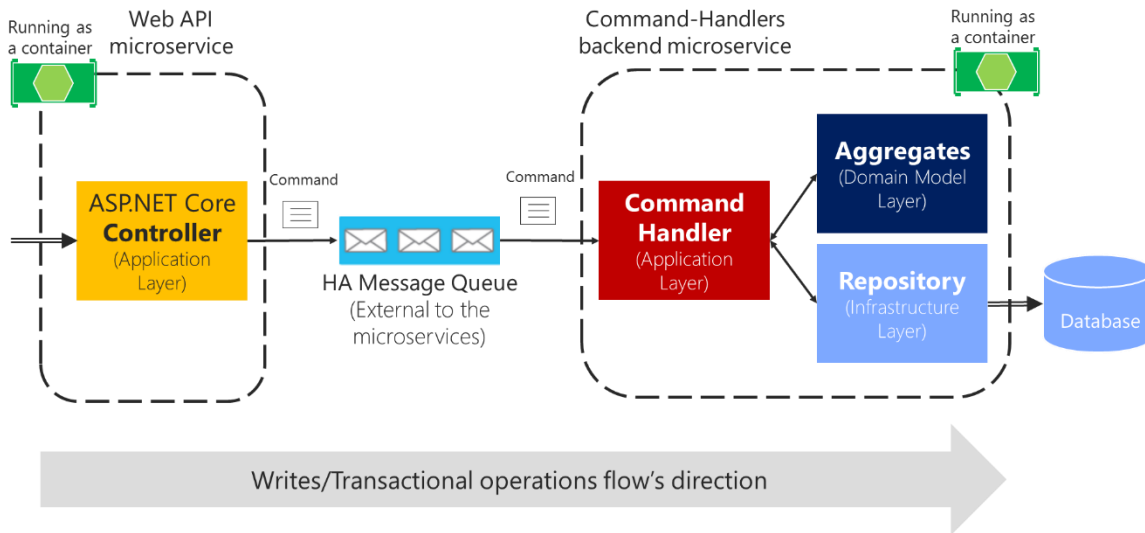 Running as
a container
Web API
microservice
Command-Handlers
backend microservice
Running as
a container
ASP.NET Core
Controller
(Application
Layer)
Command
HA Message Queue
(External to the
microservices)
Command
Command
Handler
(Application
Layer)
Aggregates
(Domain Model
Layer)
Repository
(Infrastructure
Layer)
Database
Writes/Transactional operations flow's direction